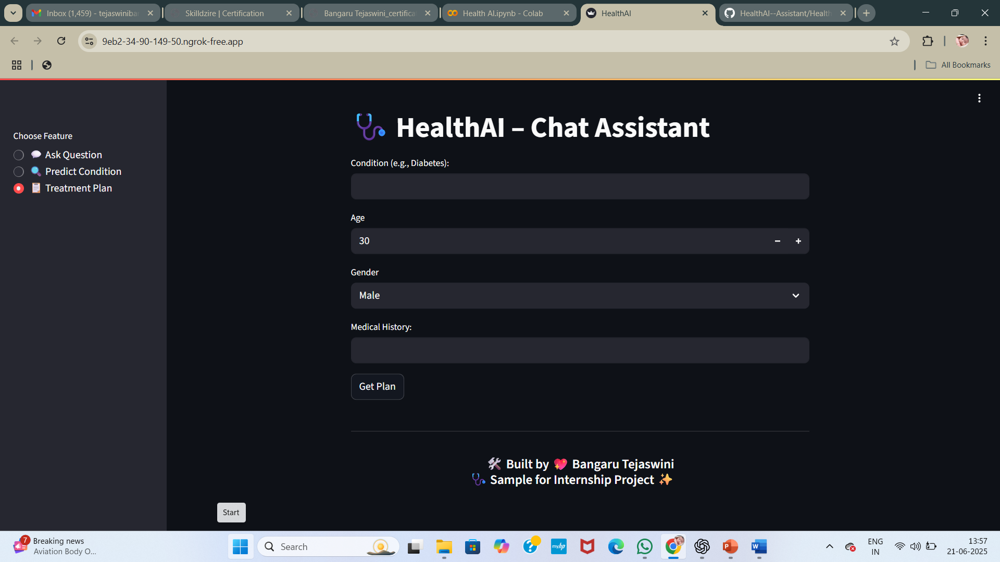 Inbox (1,459) - tejaswiniba
Skilldzire | Certification
Bangaru Tejaswini_certifica
Health AI.ipynb - Colab
HealthAI
HealthAI--Assistant/Health
9eb2-34-90-149-50.ngrok-free.app
All Bookmarks
Choose Feature
Ask Question
Predict Condition
Treatment Plan
HealthAI – Chat Assistant
Condition (e.g., Diabetes):
Age
30
Gender
Male
Medical History:
Get Plan
Built by 💖 Bangaru Tejaswini
Sample for Internship Project
Start
7
Breaking news
Aviation Body O...
Search
myhp
ENG
IN
13:57
21-06-2025